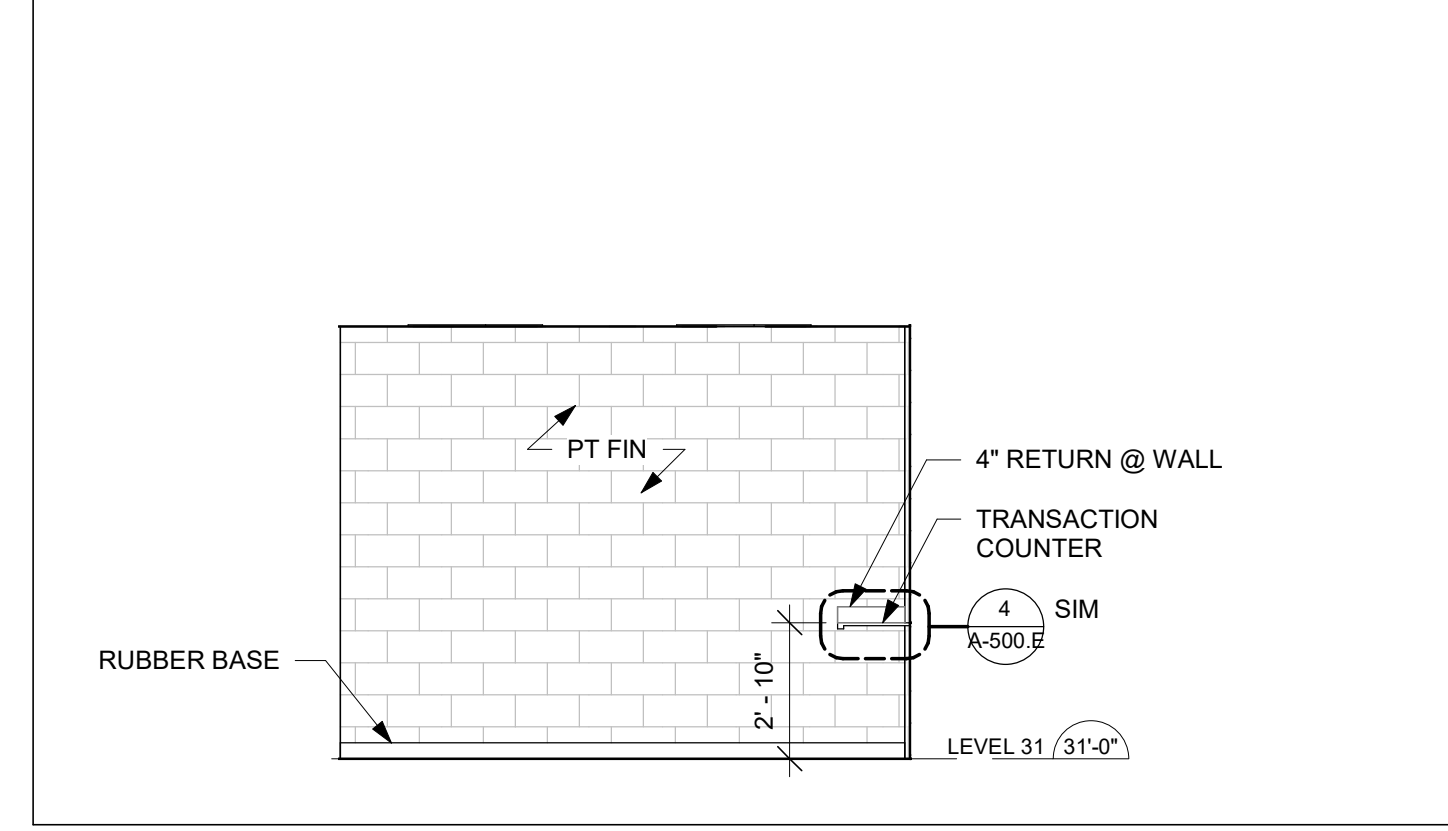 PT FIN
4" RETURN @ WALL
TRANSACTION
COUNTER
4
SIM
A-500.E
RUBBER BASE
2' - 10"
LEVEL 31
31'-0"